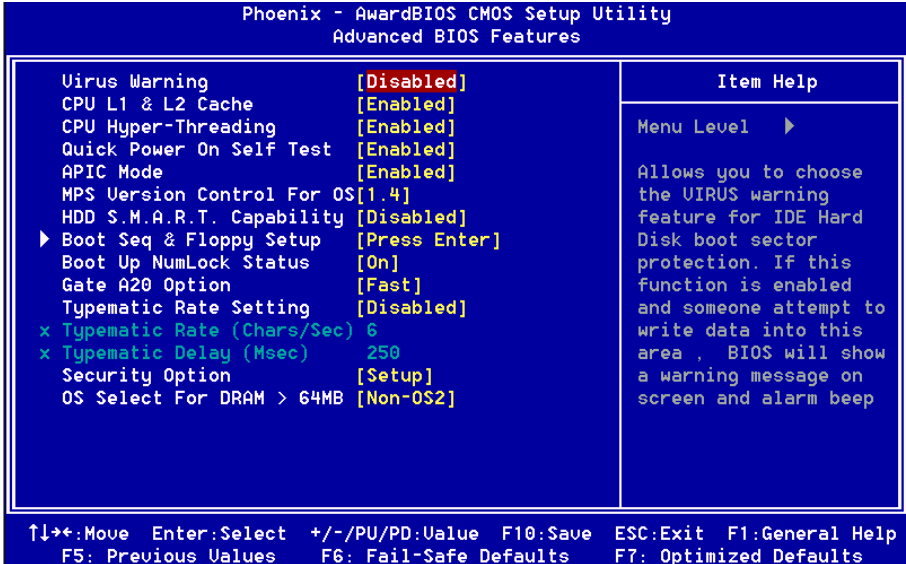 Phoenix - AwardBIOS CMOS Setup Utility
Advanced BIOS Features
Virus Warning [Disabled]
CPU L1 & L2 Cache [Enabled]
CPU Hyper-Threading [Enabled]
Quick Power On Self Test [Enabled]
APIC Mode [Enabled]
MPS Version Control For OS[1.4]
HDD S.M.A.R.T. Capability [Disabled]
Boot Seq & Floppy Setup [Press Enter]
Boot Up NumLock Status [On]
Gate A20 Option [Fast]
Typematic Rate Setting [Disabled]
x Typematic Rate (Chars/Sec) 6
x Typematic Delay (Msec) 250
Security Option [Setup]
OS Select For DRAM > 64MB [Non-OS2]
Item Help
Menu Level
Allows you to choose
the VIRUS warning
feature for IDE Hard
Disk boot sector
protection. If this
function is enabled
and someone attempt to
write data into this
area , BIOS will show
a warning message on
screen and alarm beep
↑↓→←:Move Enter:Select +/-/PU/PD:Value F10:Save ESC:Exit F1:General Help
F5: Previous Values F6: Fail-Safe Defaults F7: Optimized Defaults